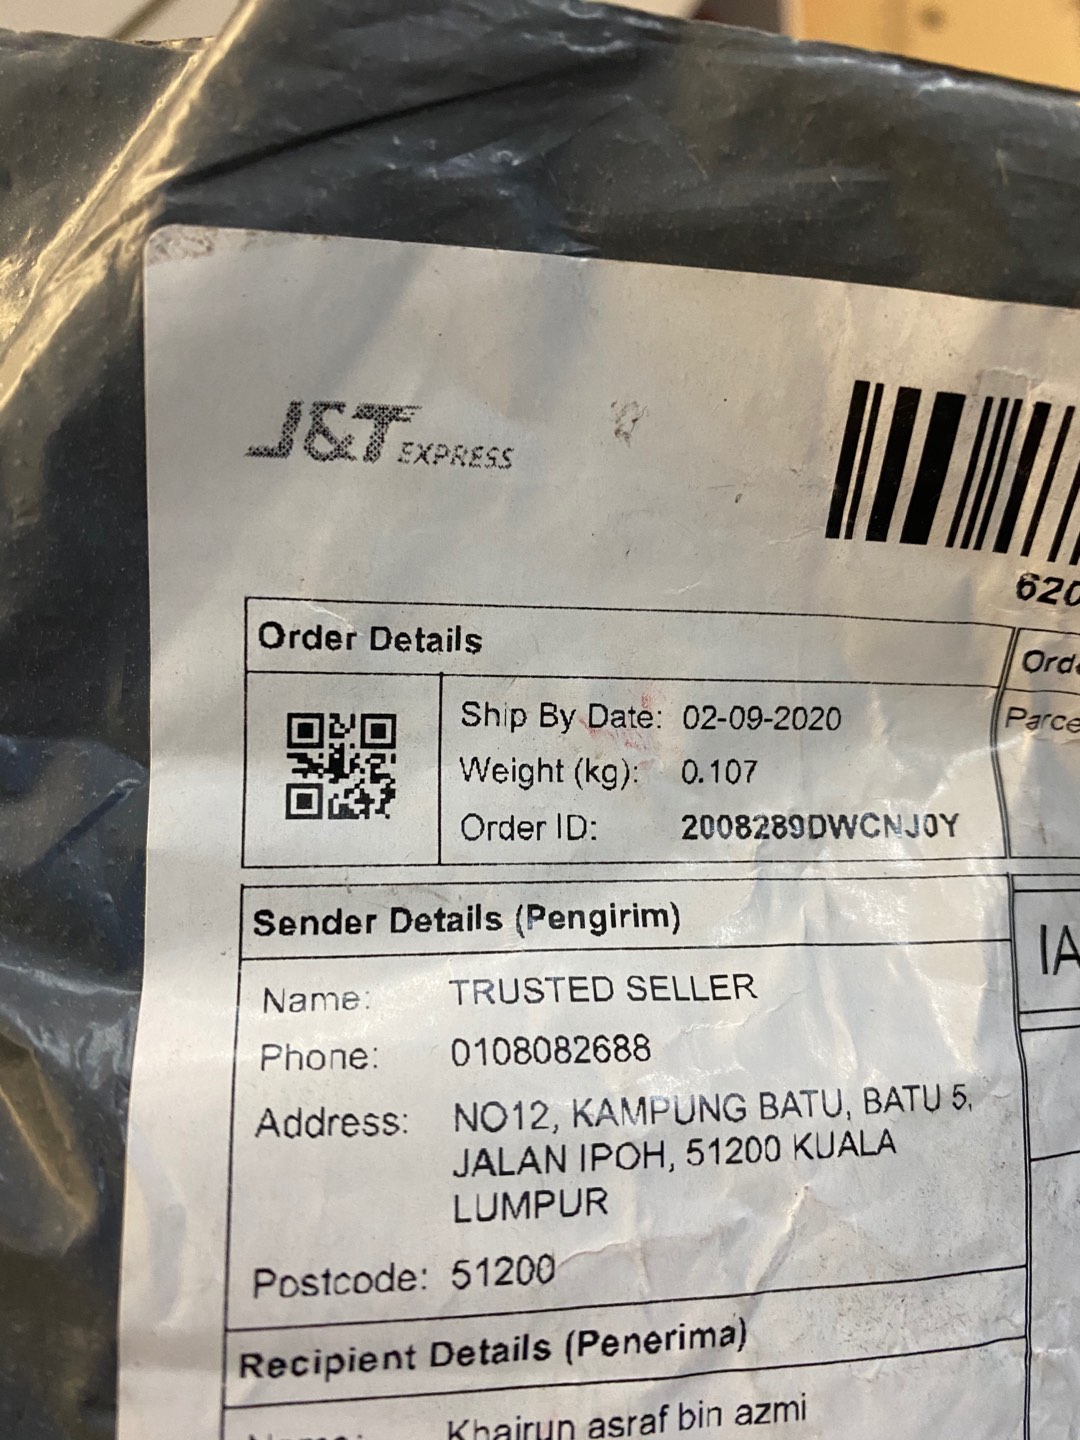 J&T EXPRESS
620
Order Details
Ship By Date: 02-09-2020
Weight (kg): 0.107
Order ID: 2008289DWCNJ0Y
Orde
Parce
Sender Details (Pengirim)
Name: TRUSTED SELLER
Phone: 0108082688
Address: NO12, KAMPUNG BATU, BATU 5,
JALAN IPOH, 51200 KUALA
LUMPUR
Postcode: 51200
IA
Recipient Details (Penerima)
Name: Khairun asraf bin azmi